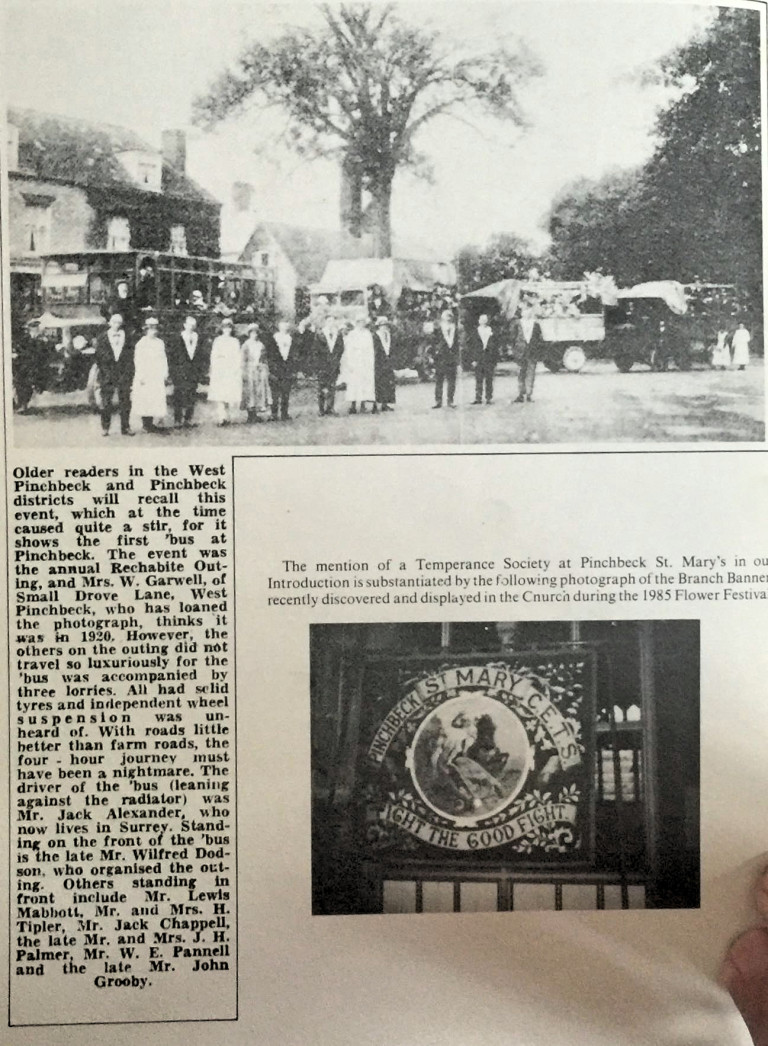 Older readers in the West
Pinchbeck and Pinchbeck
districts will recall this
event, which at the time
caused quite a stir, for it
shows the first 'bus at
Pinchbeck. The event was
the annual Rechabite Out-
ing, and Mrs. W. Garwell, of
Small Drove Lane, West
Pinchbeck, who has loaned
the photograph, thinks it
was in 1920. However, the
others on the outing did not
travel so luxuriously for the
'bus was accompanied by
three lorries. All had solid
tyres and independent wheel
suspension was un-
heard of. With roads little
better than farm roads, the
four - hour journey must
have been a nightmare. The
driver of the 'bus (leaning
against the radiator) was
Mr. Jack Alexander, who
now lives in Surrey. Stand-
ing on the front of the 'bus
is the late Mr. Wilfred Dod-
son, who organised the out-
ing. Others standing in
front include Mr. Lewis
Mabbott, Mr. and Mrs. H.
Tipler, Mr. Jack Chappell,
the late Mr. and Mrs. J. H.
Palmer, Mr. W. E. Pannell
and the late Mr. John
Grooby.
The mention of a Temperance Society at Pinchbeck St. Mary's in ou
Introduction is substantiated by the following photograph of the Branch Banner
recently discovered and displayed in the Church during the 1985 Flower Festiva
PINCHBECK ST MARY C.E.T.S.
IGHT THE GOOD FIGHT.